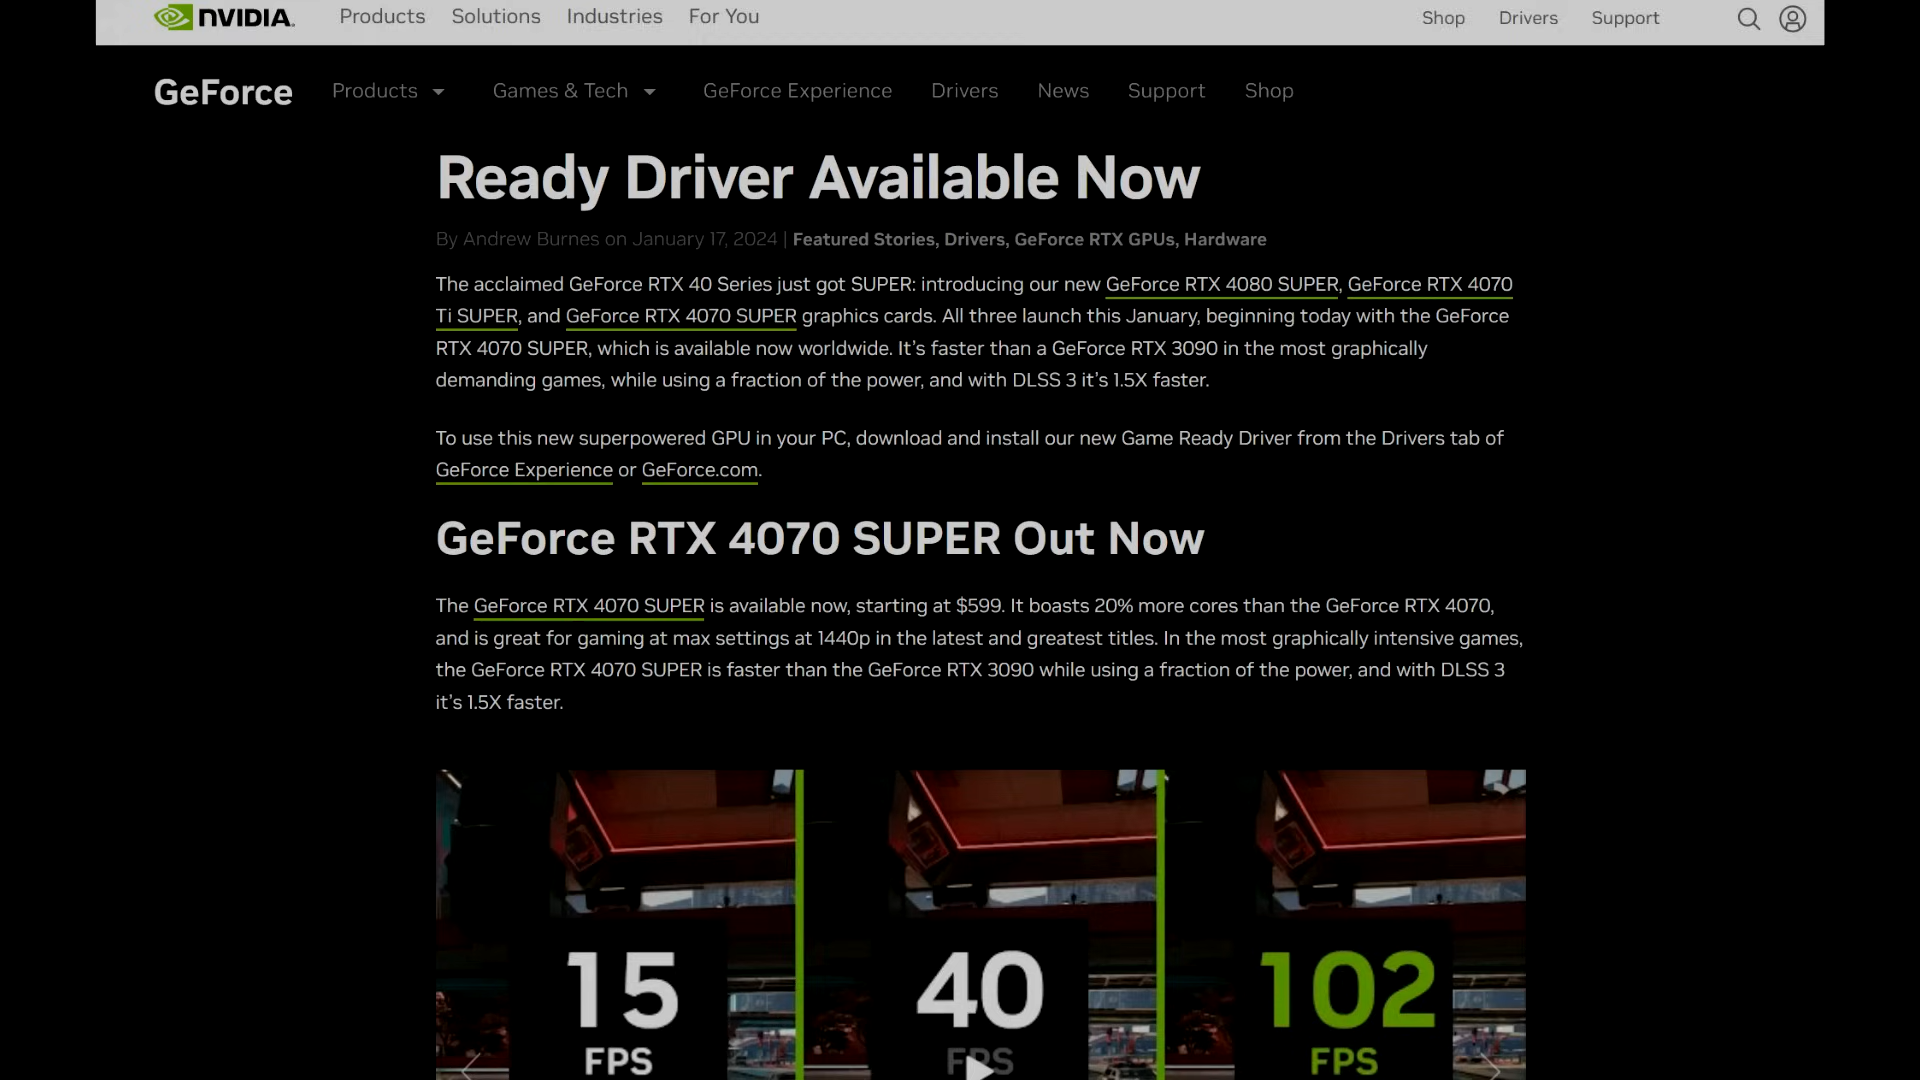 NVIDIA. Products Solutions Industries For You Shop Drivers Support
GeForce Products Games & Tech GeForce Experience Drivers News Support Shop
Ready Driver Available Now
By Andrew Burnes on January 17, 2024 | Featured Stories, Drivers, GeForce RTX GPUs, Hardware
The acclaimed GeForce RTX 40 Series just got SUPER: introducing our new GeForce RTX 4080 SUPER, GeForce RTX 4070
Ti SUPER, and GeForce RTX 4070 SUPER graphics cards. All three launch this January, beginning today with the GeForce
RTX 4070 SUPER, which is available now worldwide. It’s faster than a GeForce RTX 3090 in the most graphically
demanding games, while using a fraction of the power, and with DLSS 3 it’s 1.5X faster.
To use this new superpowered GPU in your PC, download and install our new Game Ready Driver from the Drivers tab of
GeForce Experience or GeForce.com.
GeForce RTX 4070 SUPER Out Now
The GeForce RTX 4070 SUPER is available now, starting at $599. It boasts 20% more cores than the GeForce RTX 4070,
and is great for gaming at max settings at 1440p in the latest and greatest titles. In the most graphically intensive games,
the GeForce RTX 4070 SUPER is faster than the GeForce RTX 3090 while using a fraction of the power, and with DLSS 3
it’s 1.5X faster.
15 40 102
FPS FPS FPS